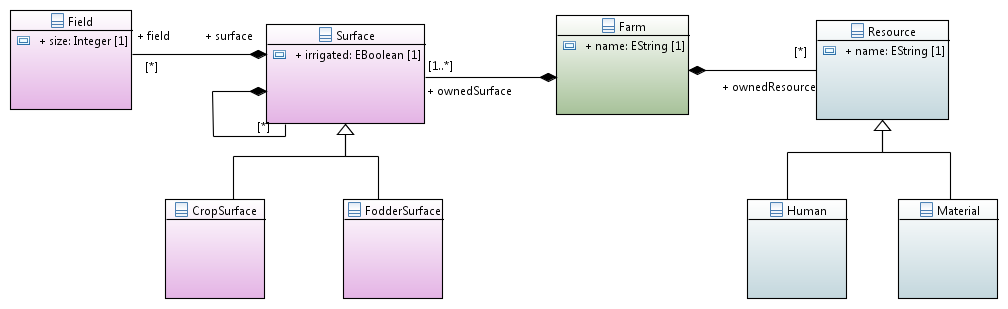 Field
+ size: Integer [1]
+ field
+ surface
[*]
Surface
+ irrigated: EBoolean [1]
[*]
[1..*]
+ ownedSurface
Farm
+ name: EString [1]
[*]
+ ownedResource
Resource
+ name: EString [1]
CropSurface
FodderSurface
Human
Material